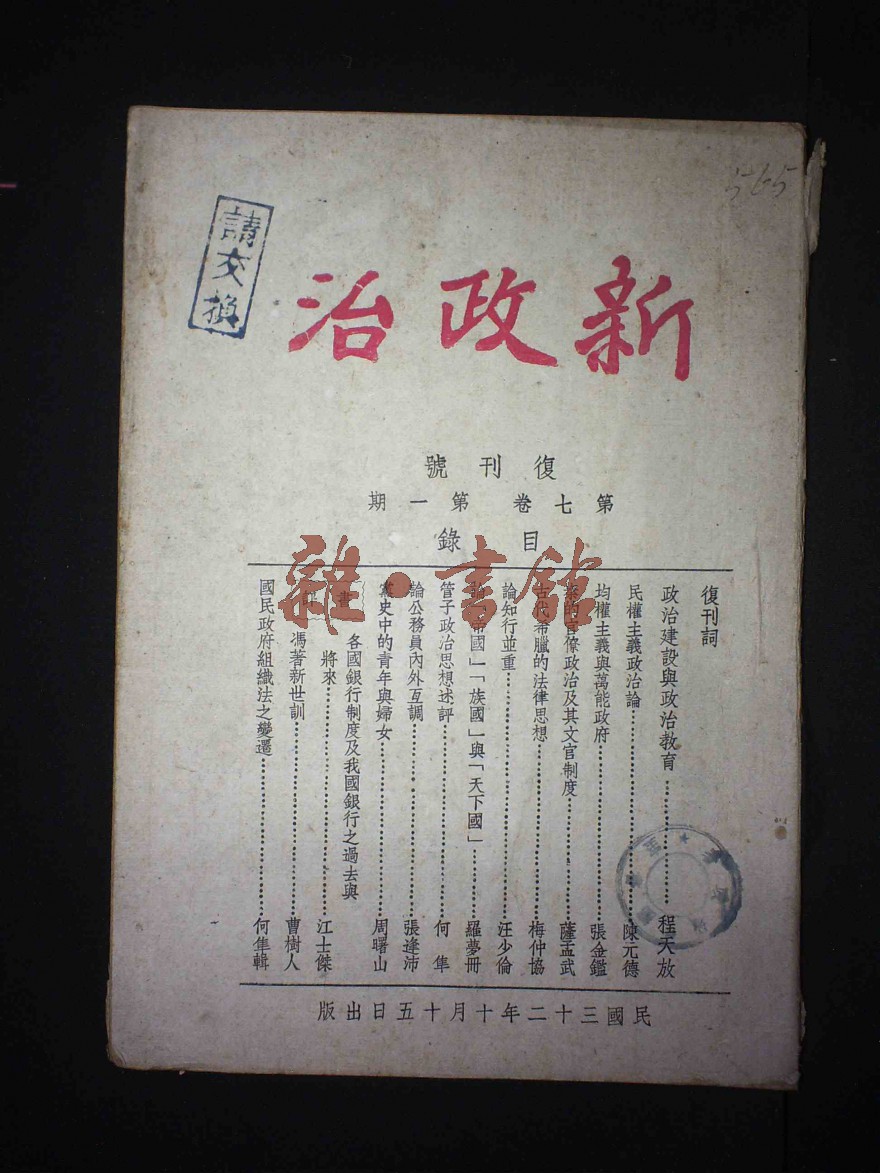 565
請交換
新政治
復刊號
第七卷 第一期
目錄
復刊詞
政治建設與政治教育……程天放
民權主義政治論……陳元德
均權主義與萬能政府……張金鑑
的官僚政治及其文官制度……薩孟武
古代希臘的法律思想……梅仲協
論知行並重……汪少倫
論「帝國」「族國」與「天下國」……羅夢冊
管子政治思想述評……何隼
論公務員內外互調……張逢沛
黨史中的青年與婦女……周曙山
書評
各國銀行制度及我國銀行之過去與
將來……江士傑
馮著新世訓……曹樹人
國民政府組織法之變遷……何隼輯
民國三十二年十月十五日出版
雜·書館